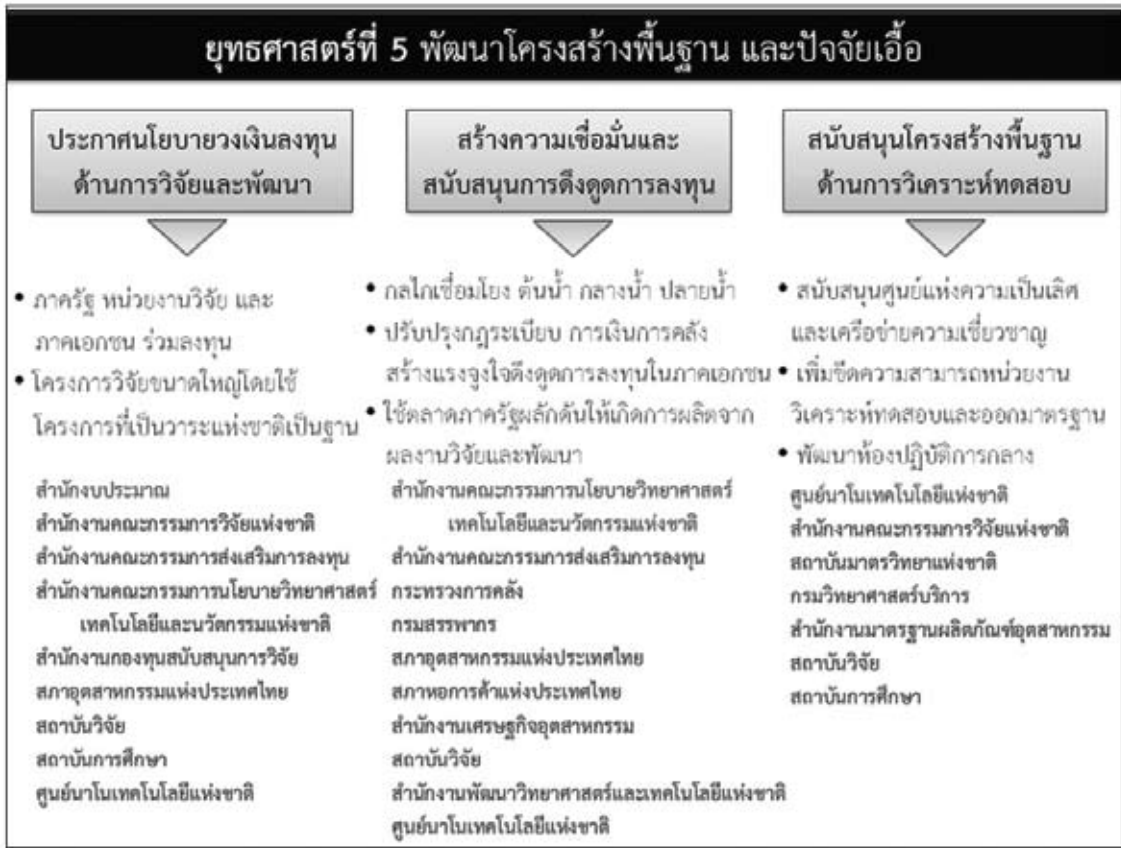 ยุทธศาสตร์ที่ 5 พัฒนาโครงสร้างพื้นฐาน และปัจจัยเอื้อ
ประกาศนโยบายวงเงินลงทุน
ด้านการวิจัยและพัฒนา
• ภาครัฐ หน่วยงานวิจัย และ
ภาคเอกชน ร่วมลงทุน
• โครงการวิจัยขนาดใหญ่โดยใช้
โครงการที่เป็นวาระแห่งชาติเป็นฐาน
สำนักงบประมาณ
สำนักงานคณะกรรมการวิจัยแห่งชาติ
สำนักงานคณะกรรมการส่งเสริมการลงทุน
สำนักงานคณะกรรมการนโยบายวิทยาศาสตร์
เทคโนโลยีและนวัตกรรมแห่งชาติ
สำนักงานกองทุนสนับสนุนการวิจัย
สภาอุตสาหกรรมแห่งประเทศไทย
สถาบันวิจัย
สถาบันการศึกษา
ศูนย์นาโนเทคโนโลยีแห่งชาติ
สร้างความเชื่อมั่นและ
สนับสนุนการดึงดูดการลงทุน
• กลไกเชื่อมโยง ต้นน้ำ กลางน้ำ ปลายน้ำ
• ปรับปรุงกฎระเบียบ การเงินการคลัง
สร้างแรงจูงใจดึงดูดการลงทุนในภาคเอกชน
• ใช้ตลาดภาครัฐผลักดันให้เกิดการผลิตจาก
ผลงานวิจัยและพัฒนา
สำนักงานคณะกรรมการนโยบายวิทยาศาสตร์
เทคโนโลยีและนวัตกรรมแห่งชาติ
สำนักงานคณะกรรมการส่งเสริมการลงทุน
กระทรวงการคลัง
กรมสรรพากร
สภาอุตสาหกรรมแห่งประเทศไทย
สภาหอการค้าแห่งประเทศไทย
สำนักงานเศรษฐกิจอุตสาหกรรม
สถาบันวิจัย
สำนักงานพัฒนาวิทยาศาสตร์และเทคโนโลยีแห่งชาติ
ศูนย์นาโนเทคโนโลยีแห่งชาติ
สนับสนุนโครงสร้างพื้นฐาน
ด้านการวิเคราะห์ทดสอบ
• สนับสนุนศูนย์แห่งความเป็นเลิศ
และเครือข่ายความเชี่ยวชาญ
• เพิ่มขีดความสามารถหน่วยงาน
วิเคราะห์ทดสอบและออกมาตรฐาน
• พัฒนาห้องปฏิบัติการกลาง
ศูนย์นาโนเทคโนโลยีแห่งชาติ
สำนักงานคณะกรรมการวิจัยแห่งชาติ
สถาบันมาตรวิทยาแห่งชาติ
กรมวิทยาศาสตร์บริการ
สำนักงานมาตรฐานผลิตภัณฑ์อุตสาหกรรม
สถาบันวิจัย
สถาบันการศึกษา